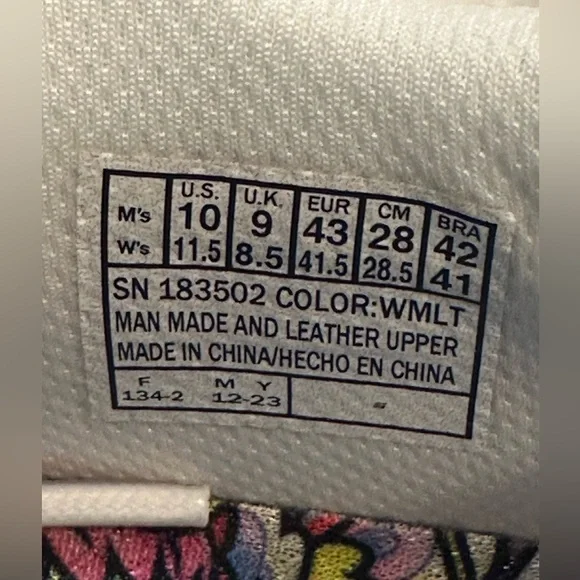 U.S. U.K. EUR CM BRA
M's 10 9 43 28 42
W's 11.5 8.5 41.5 28.5 41
SN 183502 COLOR:WMLT
MAN MADE AND LEATHER UPPER
MADE IN CHINA/HECHO EN CHINA
F M Y
134-2 12-23